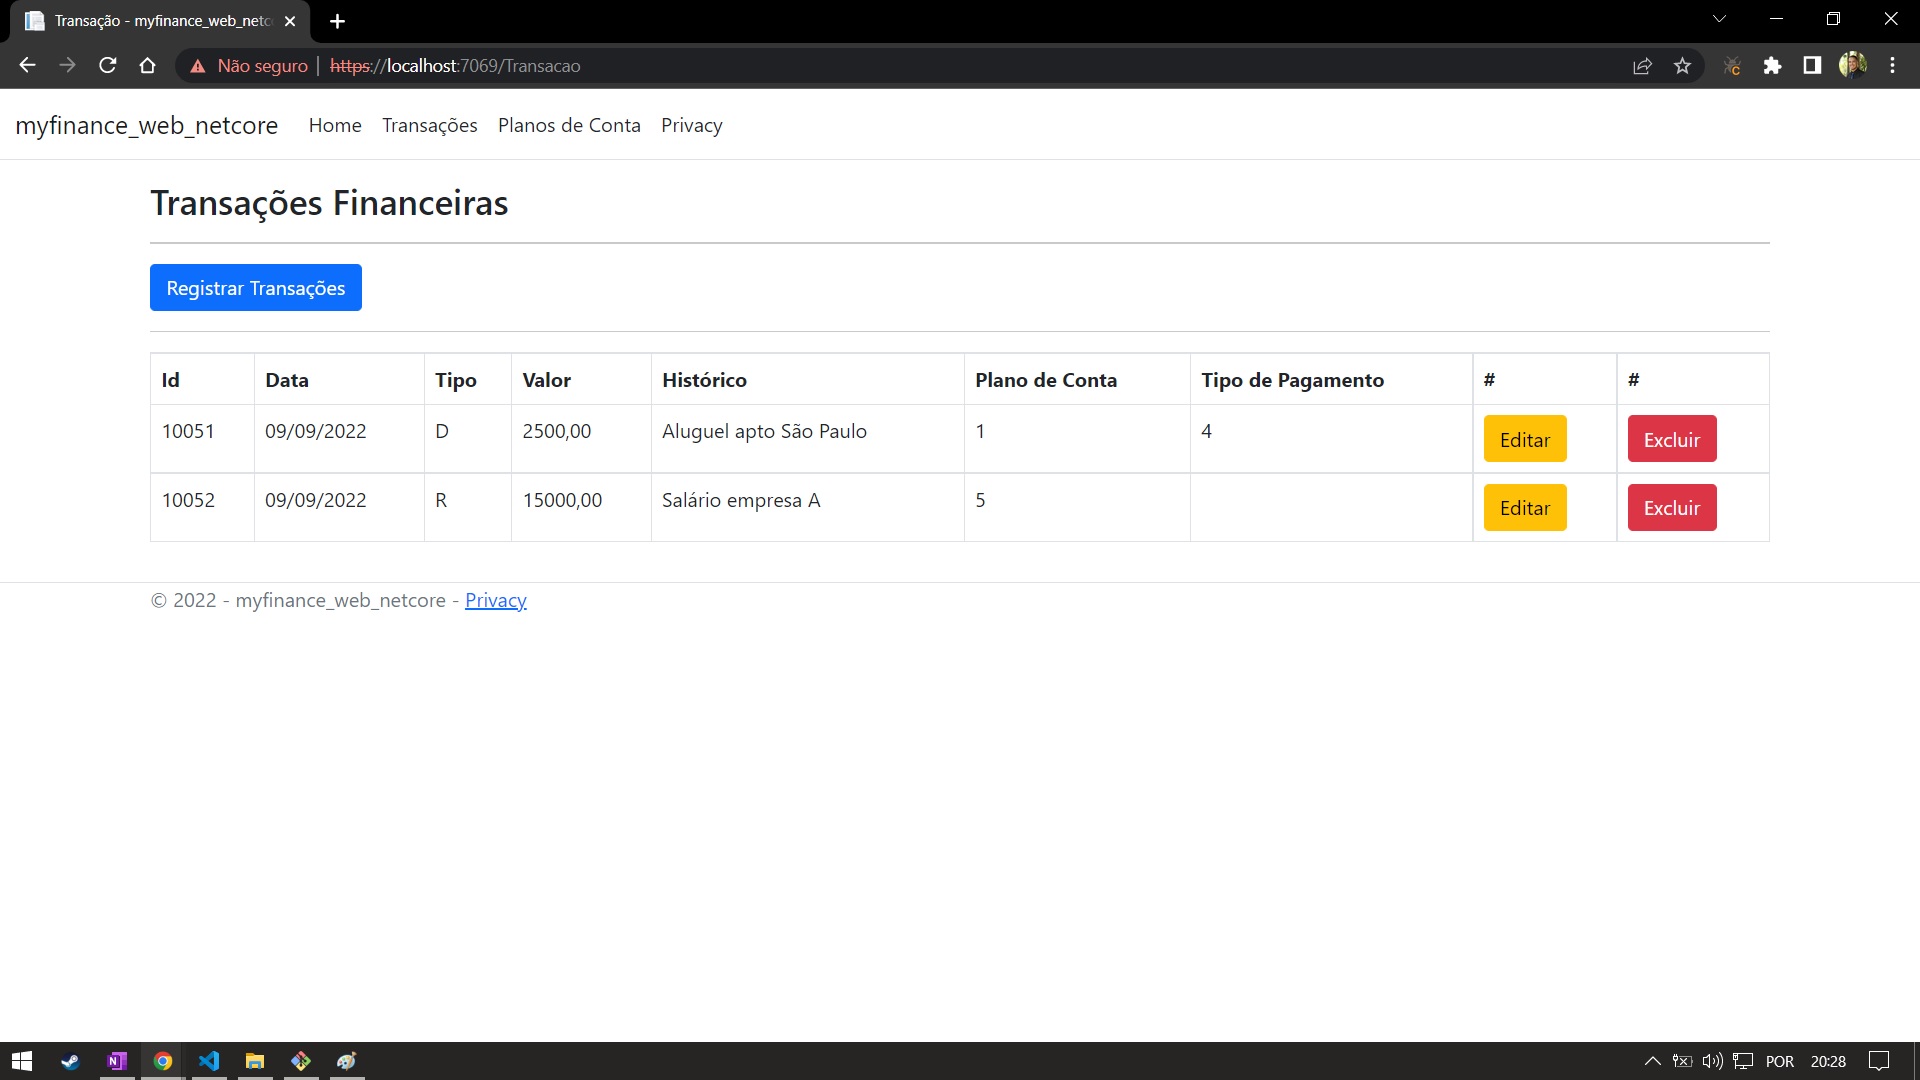 Transação - myfinance_web_netc
Não seguro | https://localhost:7069/Transacao
myfinance_web_netcore Home Transações Planos de Conta Privacy
Transações Financeiras
Registrar Transações
Id Data Tipo Valor Histórico Plano de Conta Tipo de Pagamento # #
10051 09/09/2022 D 2500,00 Aluguel apto São Paulo 1 4 Editar Excluir
10052 09/09/2022 R 15000,00 Salário empresa A 5 Editar Excluir
© 2022 - myfinance_web_netcore - Privacy
POR 20:28